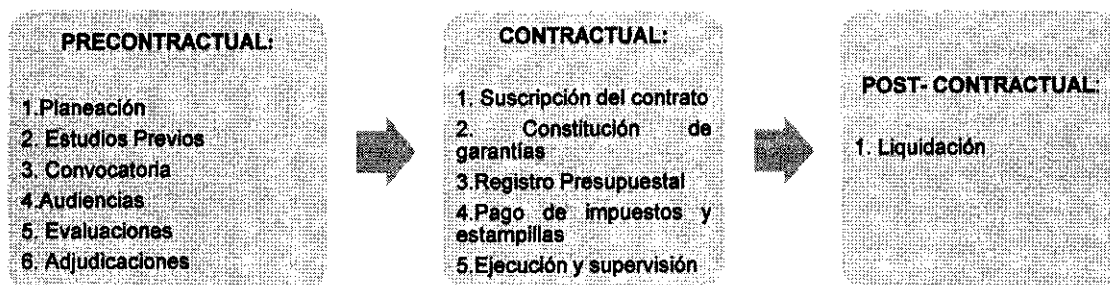 PRECONTRACTUAL:
1.Planeación
2. Estudios Previos
3. Convocatoria
4.Audiencias
5. Evaluaciones
6. Adjudicaciones
CONTRACTUAL:
1. Suscripción del contrato
2. Constitución de
garantías
3.Registro Presupuestal
4.Pago de impuestos y
estampillas
5.Ejecución y supervisión
POST- CONTRACTUAL:
1. Liquidación